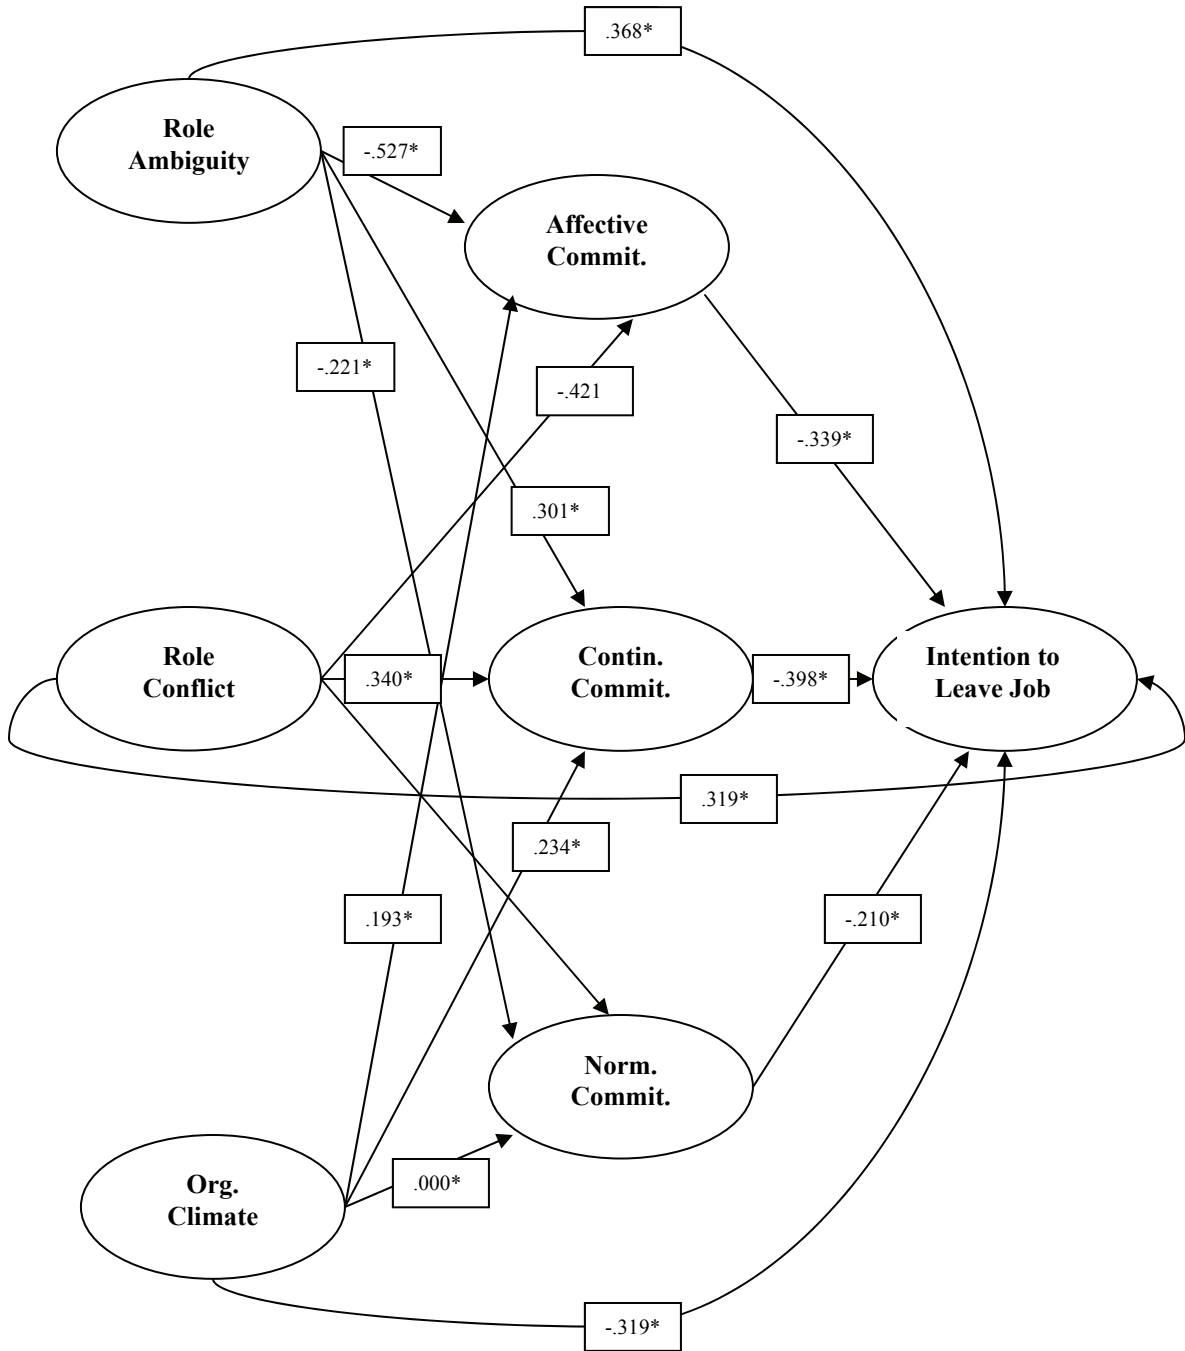 .368*
Role
Ambiguity
-.527*
Affective
Commit.
-.221*
-.421
-.339*
.301*
Role
Conflict
.340*
Contin.
Commit.
-.398*
Intention to
Leave Job
.319*
.234*
.193*
-.210*
Norm.
Commit.
.000*
Org.
Climate
-.319*